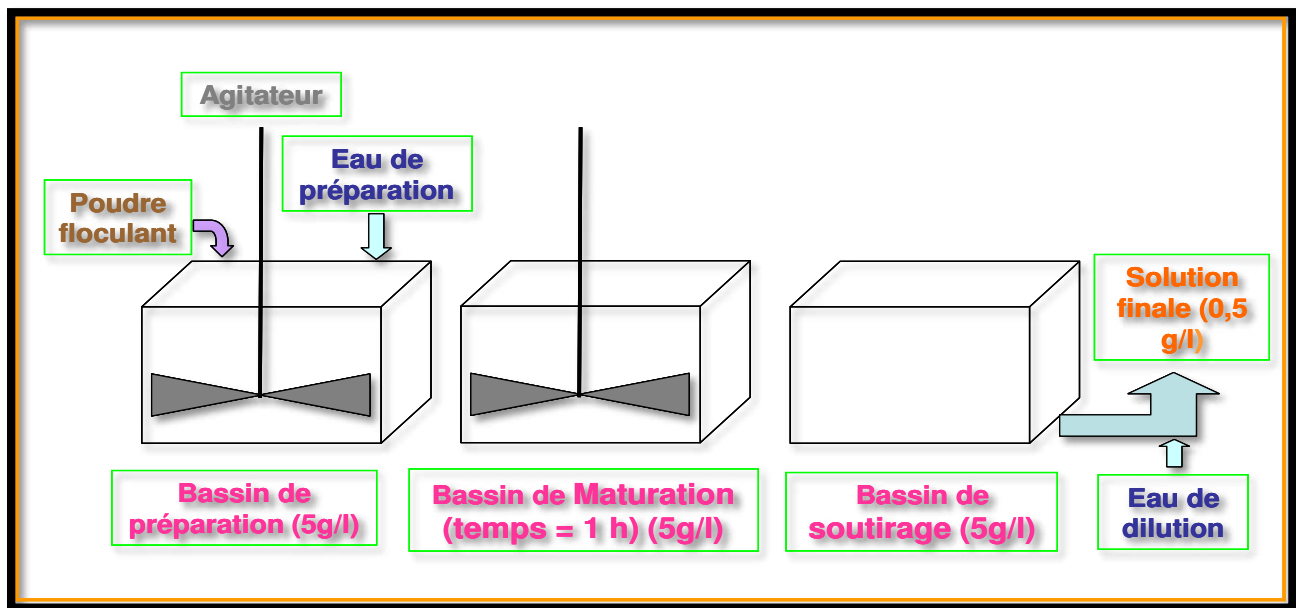 Agitateur
Eau de
préparation
Poudre
floculant
Solution
finale (0,5
g/l)
Bassin de
préparation (5g/l)
Bassin de Maturation
(temps = 1 h) (5g/l)
Bassin de
soutirage (5g/l)
Eau de
dilution